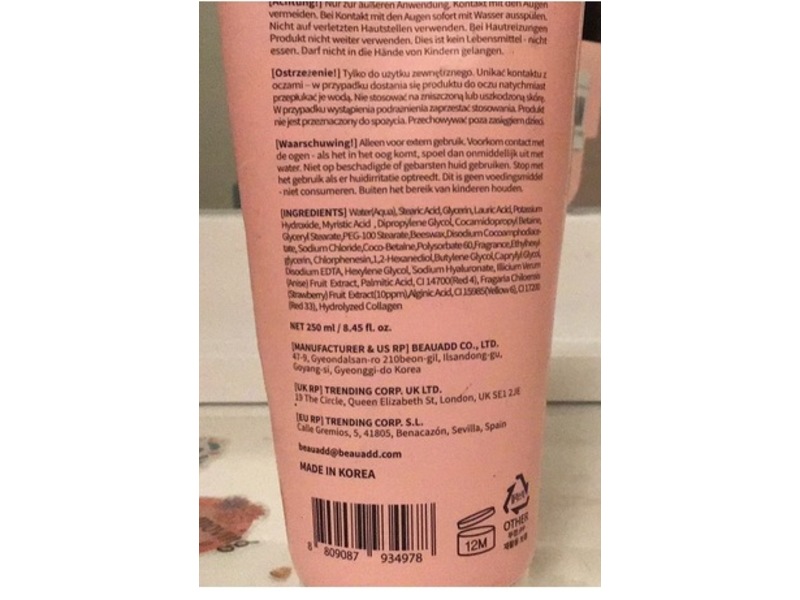 [Achtung!] Nur zur äußeren Anwendung. Kontakt mit den Augen
vermeiden. Bei Kontakt mit den Augen sofort mit Wasser ausspülen.
Nicht auf verletzten Hautstellen verwenden. Bei Hautreizungen
Produkt nicht weiter verwenden. Dies ist kein Lebensmittel - nicht
essen. Darf nicht in die Hände von Kindern gelangen.
[Ostrzeżenie!] Tylko do użytku zewnętrznego. Unikać kontaktu z
oczami – w przypadku dostania się produktu do oczu natychmiast
przepłukać je wodą. Nie stosować na zniszczoną lub uszkodzoną skórę.
W przypadku wystąpienia podrażnienia zaprzestać stosowania. Produkt
nie jest przeznaczony do spożycia. Przechowywać poza zasięgiem dzieci.
[Waarschuwing!] Alleen voor extern gebruik. Voorkom contact met
de ogen - als het in het oog komt, spoel dan onmiddellijk uit met
water. Niet op beschadigde of gebarsten huid gebruiken. Stop met
het gebruik als er huidirritatie optreedt. Dit is geen voedingsmiddel
- niet consumeren. Buiten het bereik van kinderen houden.
[INGREDIENTS] Water(Aqua), Stearic Acid, Glycerin, Lauric Acid, Potassium
Hydroxide, Myristic Acid , Dipropylene Glycol, Cocamidopropyl Betaine,
Glyceryl Stearate,PEG-100 Stearate,Beeswax,Disodium Cocoamphodiace-
tate, Sodium Chloride,Coco-Betaine,Polysorbate 60,Fragrance,Ethylhexyl-
glycerin, Chlorphenesin,1,2-Hexanediol,Butylene Glycol,Caprylyl Glycol,
Disodium EDTA, Hexylene Glycol, Sodium Hyaluronate, Illicium Verum
(Anise) Fruit Extract, Palmitic Acid, CI 14700(Red 4), Fragaria Chiloensis
(Strawberry) Fruit Extract(10ppm),Alginic Acid, CI 15985(Yellow 6), CI 17200
(Red 33), Hydrolyzed Collagen
NET 250 ml / 8.45 fl. oz.
[MANUFACTURER & US RP] BEAUADD CO., LTD.
47-9, Gyeondalsan-ro 210beon-gil, Ilsandong-gu,
Goyang-si, Gyeonggi-do Korea
[UK RP] TRENDING CORP. UK LTD.
19 The Circle, Queen Elizabeth St, London, UK SE1 2JE
[EU RP] TRENDING CORP. S.L.
Calle Gremios, 5, 41805, Benacazón, Sevilla, Spain
beauadd@beauadd.com
MADE IN KOREA
8 809087 934978
12M
OTHER